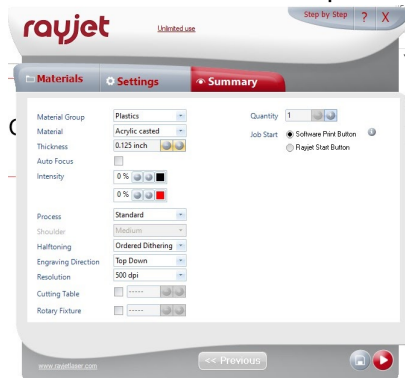 rayjet
Unlimited use
Step by Step ? X
Materials
Settings
Summary
Material Group Plastics
Material Acrylic casted
Thickness 0.125 inch
Auto Focus
Intensity 0 %
0 %
Process Standard
Shoulder Medium
Halftoning Ordered Dithering
Engraving Direction Top Down
Resolution 500 dpi
Cutting Table -----
Rotary Fixture -----
Quantity 1
Job Start Software Print Button
Rayjet Start Button
www.rayjetlaser.com
<< Previous